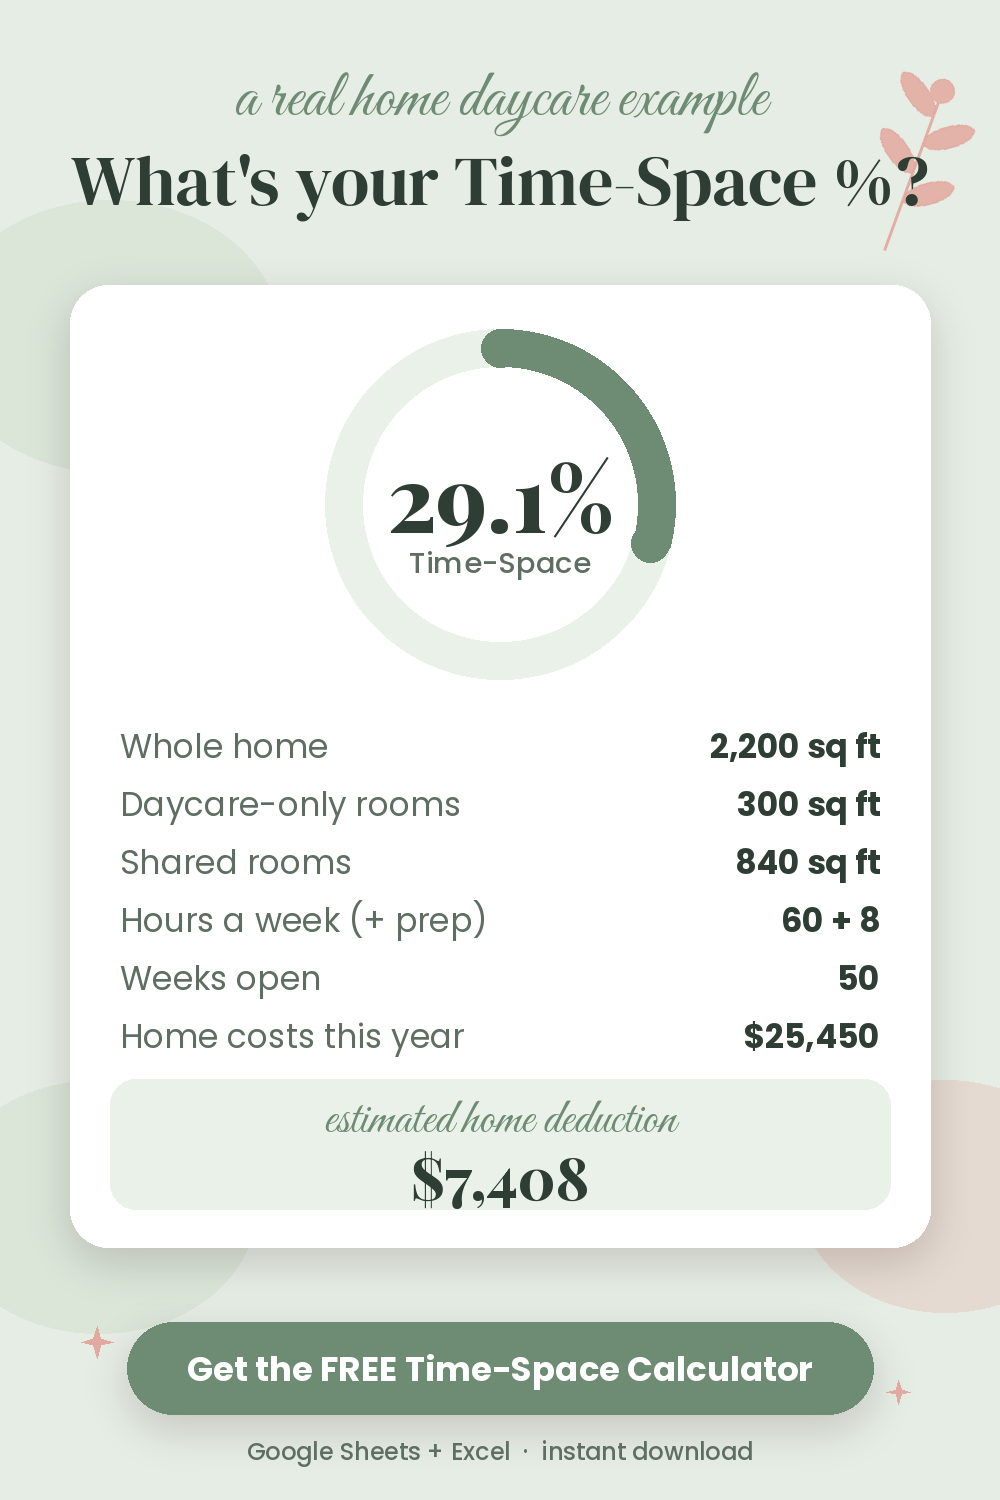 a real home daycare example
What's your Time-Space %?
29.1%
Time-Space
Whole home 2,200 sq ft
Daycare-only rooms 300 sq ft
Shared rooms 840 sq ft
Hours a week (+ prep) 60 + 8
Weeks open 50
Home costs this year $25,450
estimated home deduction
$7,408
Get the FREE Time-Space Calculator
Google Sheets + Excel · instant download